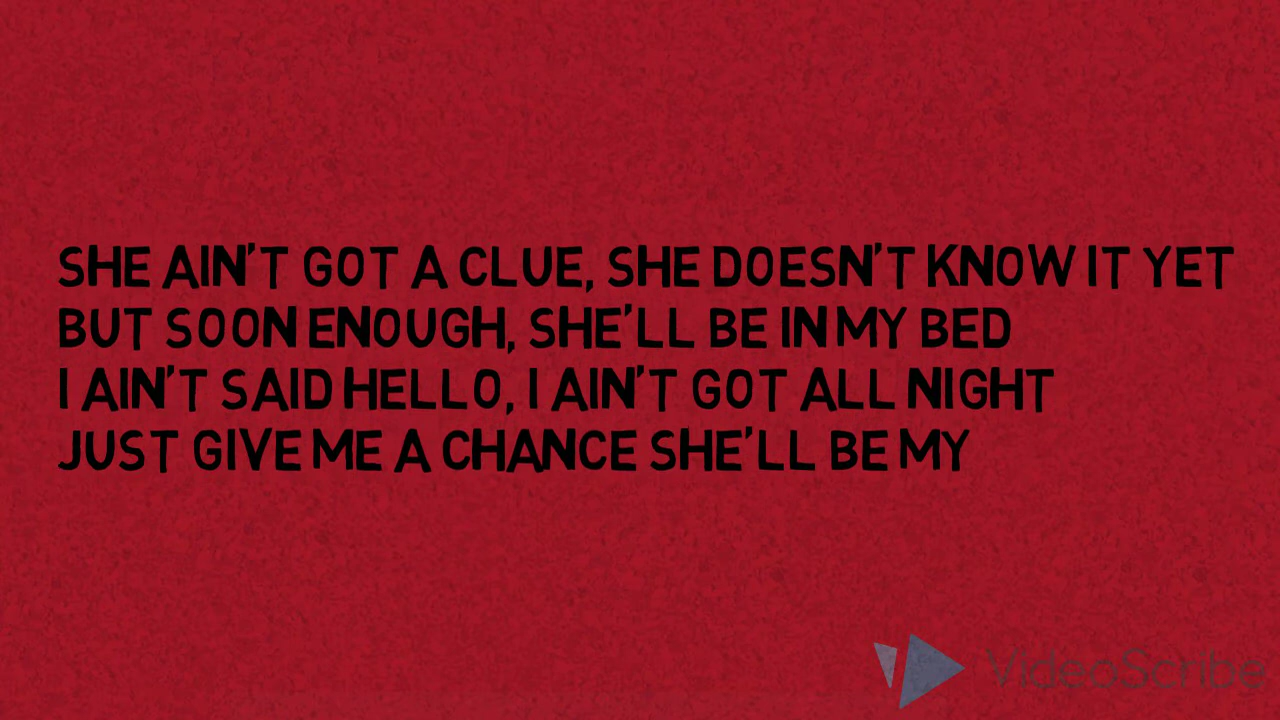 SHE AIN'T GOT A CLUE, SHE DOESN'T KNOW IT YET
BUT SOON ENOUGH, SHE'LL BE IN MY BED
I AIN'T SAID HELLO, I AIN'T GOT ALL NIGHT
JUST GIVE ME A CHANCE SHE'LL BE MY
VideoScribe